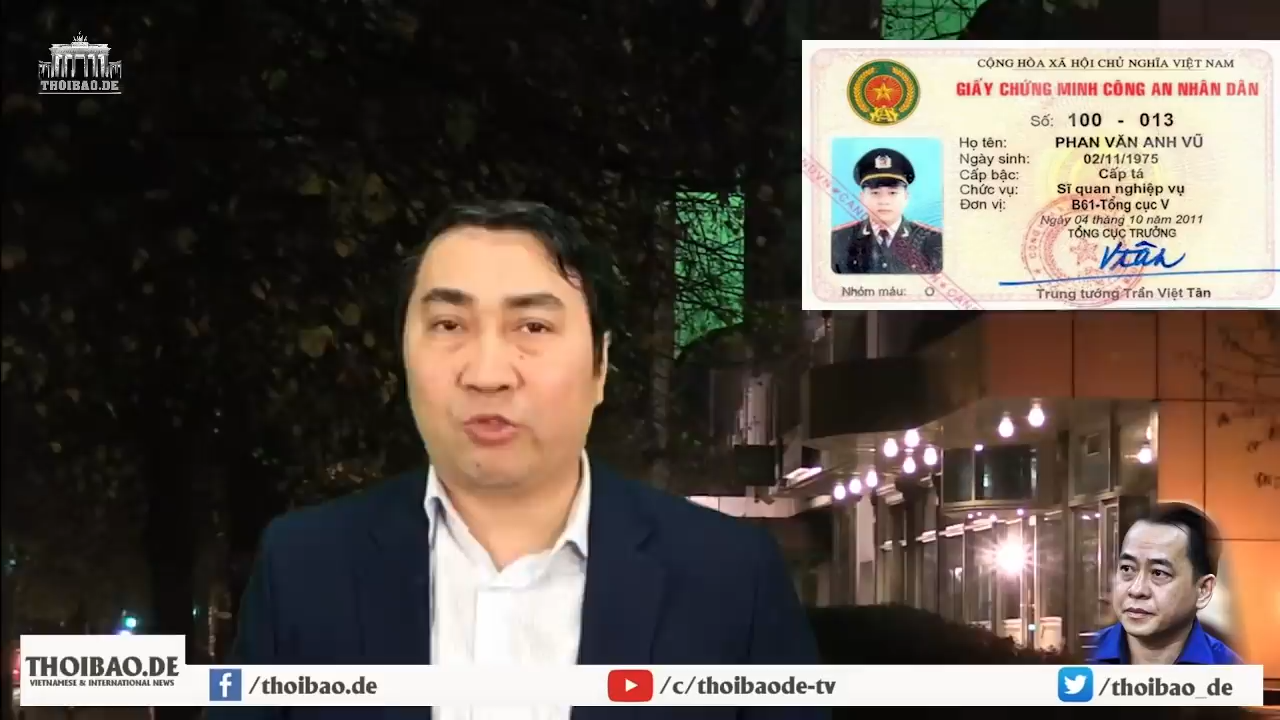 THOIBAO.DE
CỘNG HÒA XÃ HỘI CHỦ NGHĨA VIỆT NAM
GIẤY CHỨNG MINH CÔNG AN NHÂN DÂN
Số: 100 - 013
Họ tên: PHAN VĂN ANH VŨ
Ngày sinh: 02/11/1975
Cấp bậc: Cấp tá
Chức vụ: Sĩ quan nghiệp vụ
Đơn vị: B61-Tổng cục V
Ngày 04 tháng 10 năm 2011
TỔNG CỤC TRƯỞNG
Nhóm máu: O
Trung tướng Trần Việt Tân
THOIBAO.DE
VIETNAMESE & INTERNATIONAL NEWS
/thoibao.de
/c/thoibaode-tv
/thoibao_de